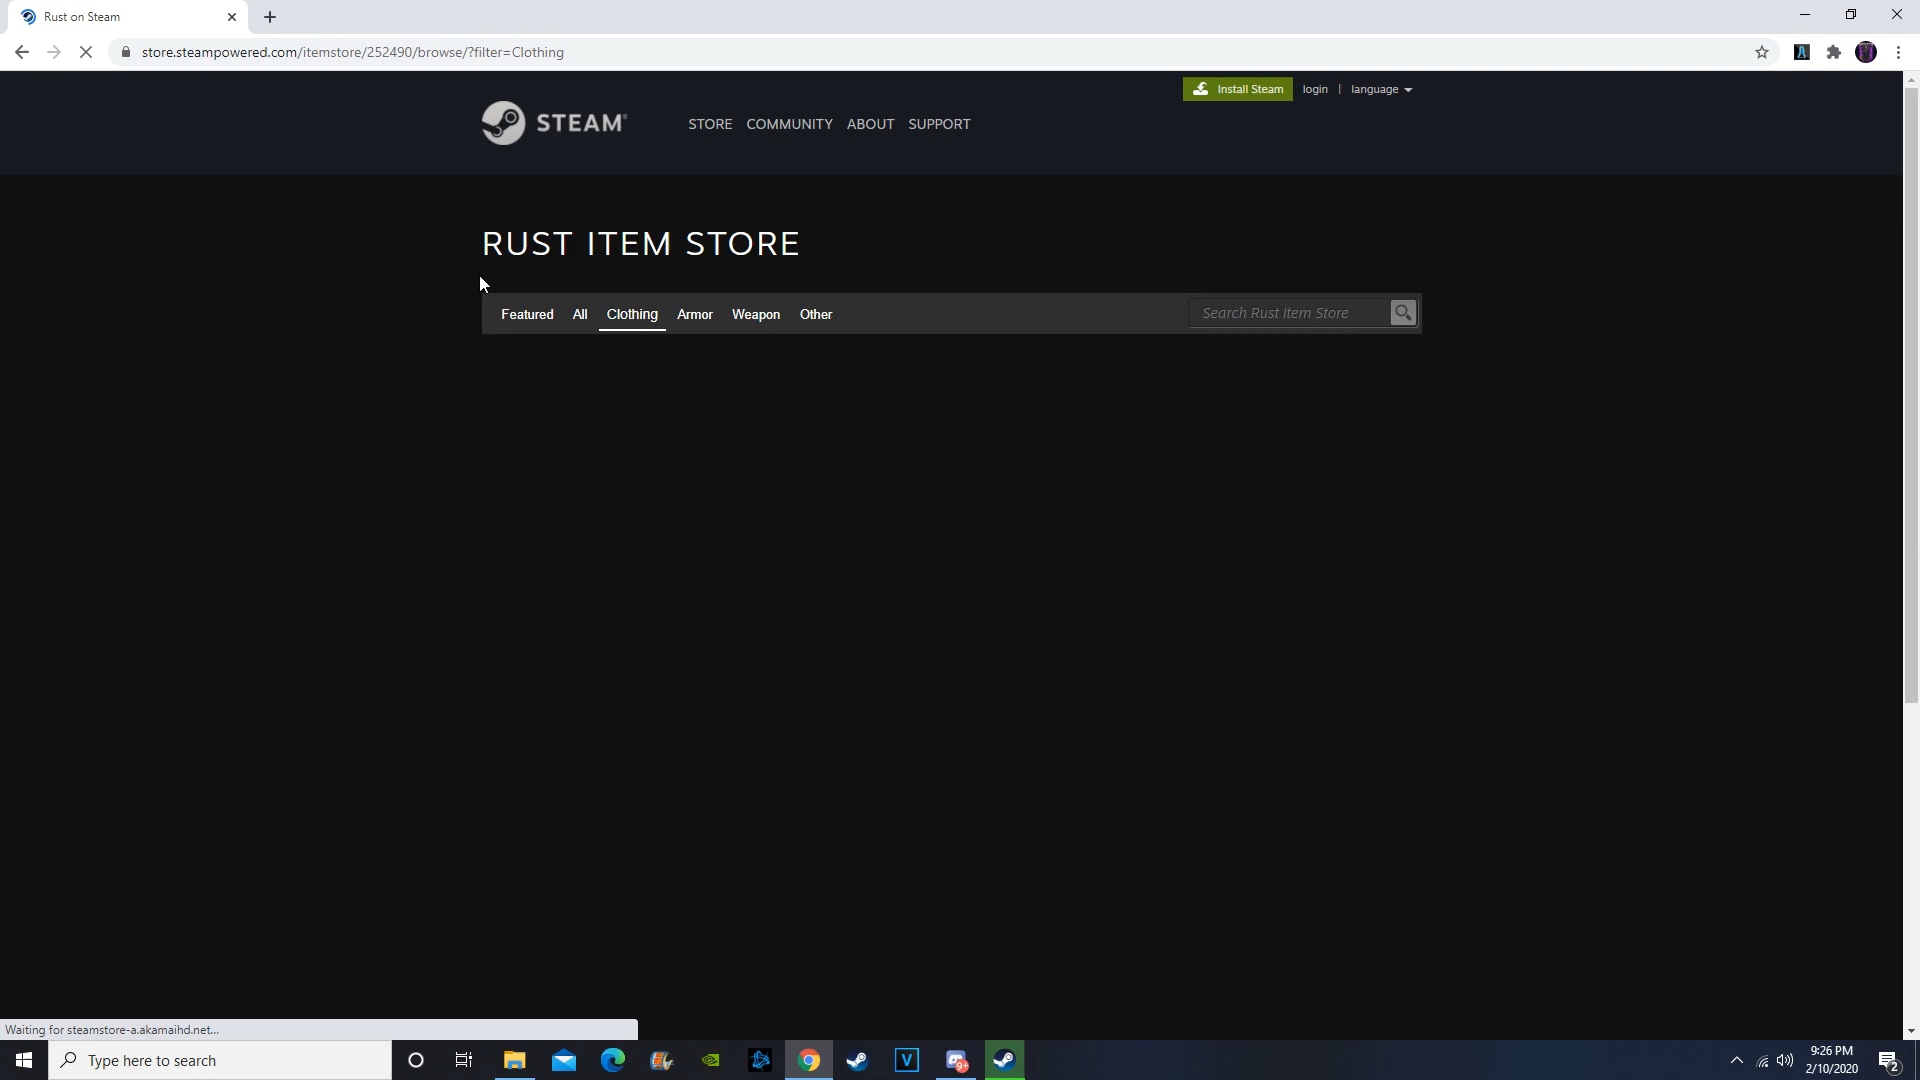 Rust on Steam
store.steampowered.com/itemstore/252490/browse/?filter=Clothing
Install Steam login | language
STEAM STORE COMMUNITY ABOUT SUPPORT
RUST ITEM STORE
Featured All Clothing Armor Weapon Other Search Rust Item Store
Waiting for steamstore-a.akamaihd.net...
Type here to search
V
9+
9:26 PM
2/10/2020
2